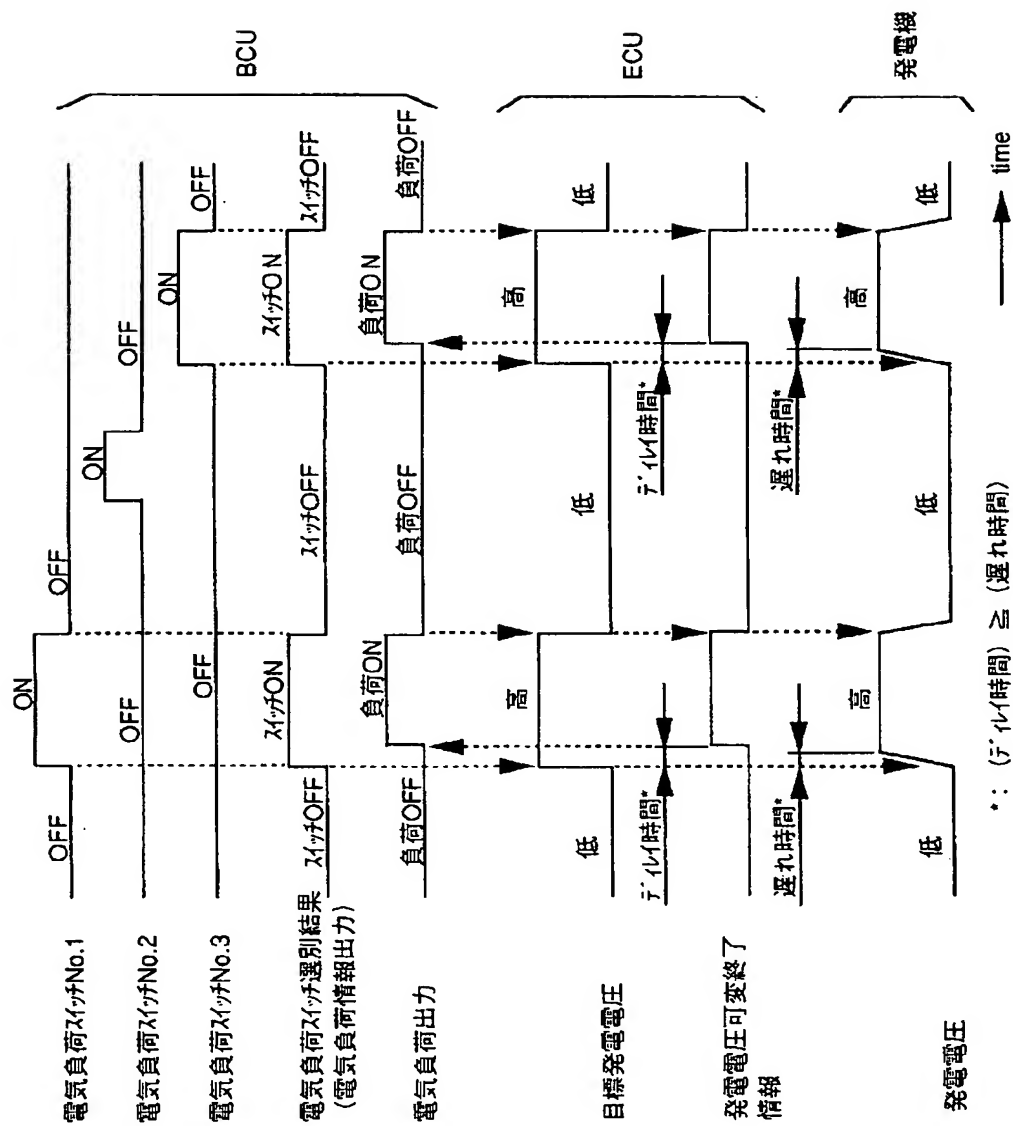 電気負荷スイッチNo.1
OFF
ON
OFF
電気負荷スイッチNo.2
OFF
ON
OFF
電気負荷スイッチNo.3
OFF
ON
OFF
電気負荷スイッチ選別結果
(電気負荷情報出力)
スイッチOFF
スイッチON
スイッチOFF
スイッチON
スイッチOFF
電気負荷出力
負荷OFF
負荷ON
負荷OFF
負荷ON
負荷OFF
BCU
目標発電電圧
低
高
低
高
低
発電電圧可変終了
情報
ディレイ時間*
ディレイ時間*
ECU
遅れ時間*
遅れ時間*
発電電圧
低
高
低
高
低
発電機
*: (ディレイ時間) ≧ (遅れ時間)
time